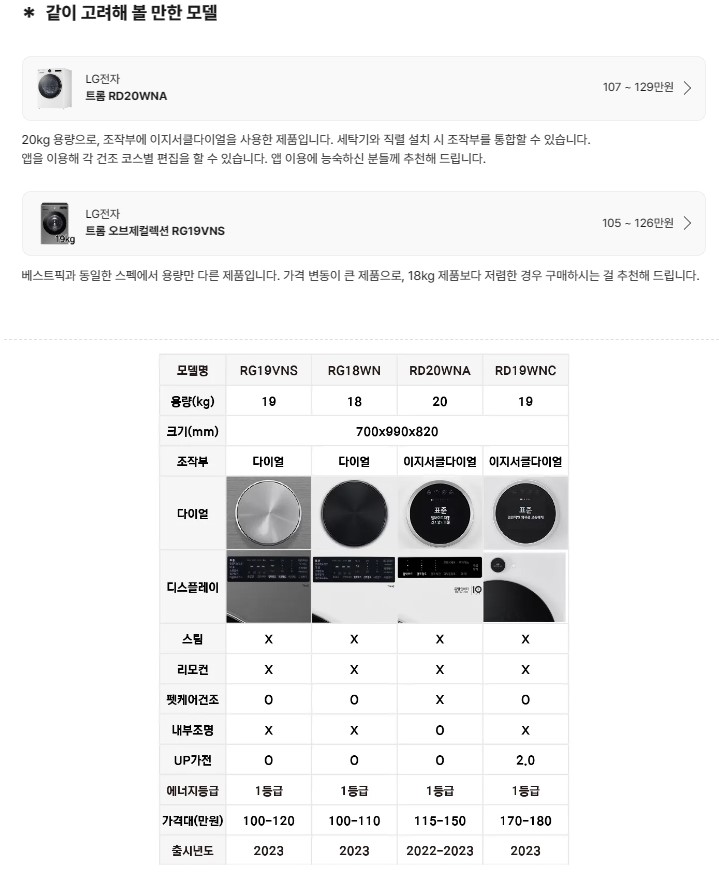 * 같이 고려해 볼 만한 모델
LG전자
트롬 RD20WNA
107 ~ 129만원
20kg 용량으로, 조작부에 이지서클다이얼을 사용한 제품입니다. 세탁기와 직렬 설치 시 조작부를 통합할 수 있습니다.
앱을 이용해 각 건조 코스별 편집을 할 수 있습니다. 앱 이용에 능숙하신 분들께 추천해 드립니다.
19kg
LG전자
트롬 오브제컬렉션 RG19VNS
105 ~ 126만원
베스트픽과 동일한 스펙에서 용량만 다른 제품입니다. 가격 변동이 큰 제품으로, 18kg 제품보다 저렴한 경우 구매하시는 걸 추천해 드립니다.
모델명 RG19VNS RG18WN RD20WNA RD19WNC
용량(kg) 19 18 20 19
크기(mm) 700x990x820
조작부 다이얼 다이얼 이지서클다이얼 이지서클다이얼
다이얼 표준 표준
디스플레이
스팀 X X X X
리모컨 X X X X
펫케어건조 O O X O
내부조명 X X O X
UP가전 O O O 2.0
에너지등급 1등급 1등급 1등급 1등급
가격대(만원) 100-120 100-110 115-150 170-180
출시년도 2023 2023 2022-2023 2023